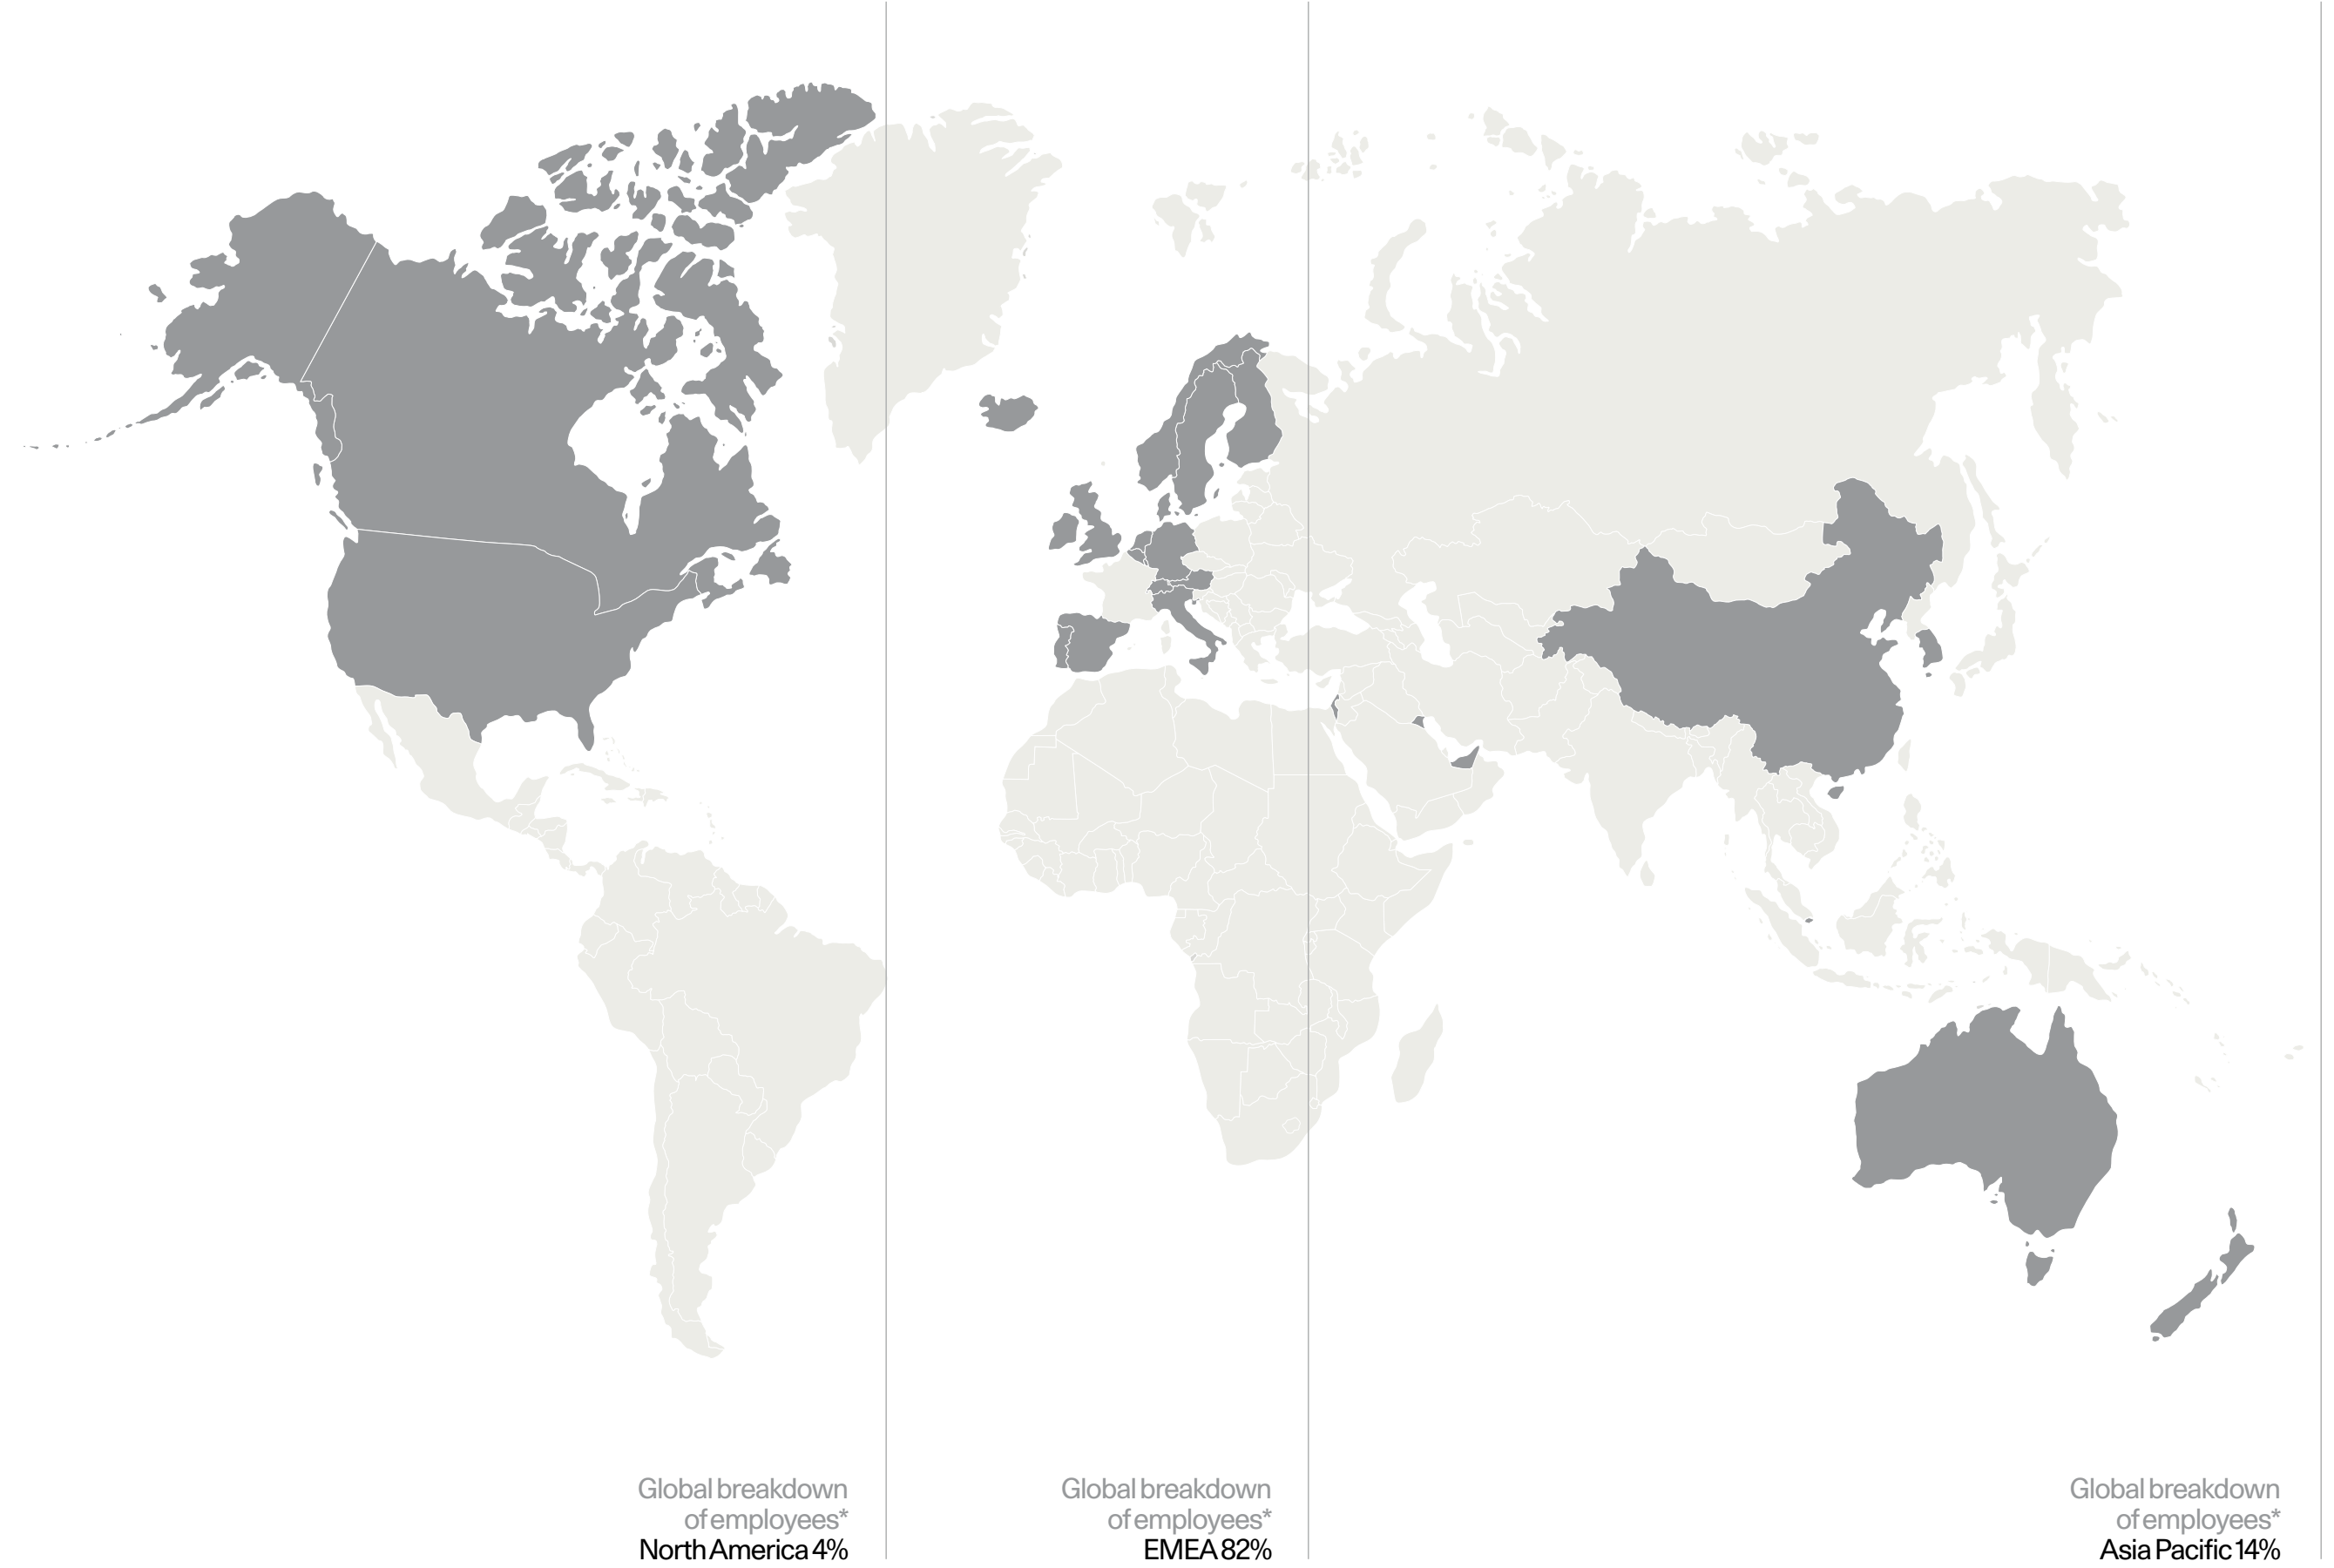 Global breakdown
of employees*
North America 4%
Global breakdown
of employees*
EMEA 82%
Global breakdown
of employees*
Asia Pacific 14%